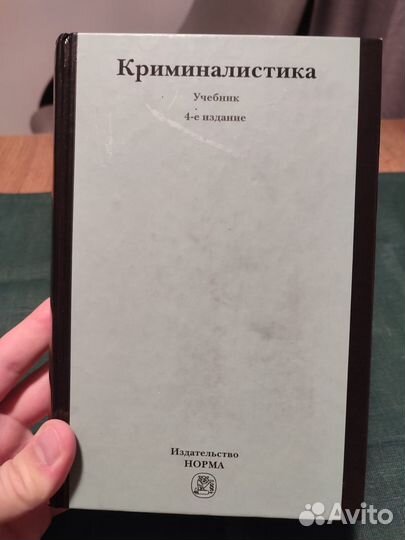 Криминалистика
Учебник
4-е издание
Издательство
НОРМА
Avito